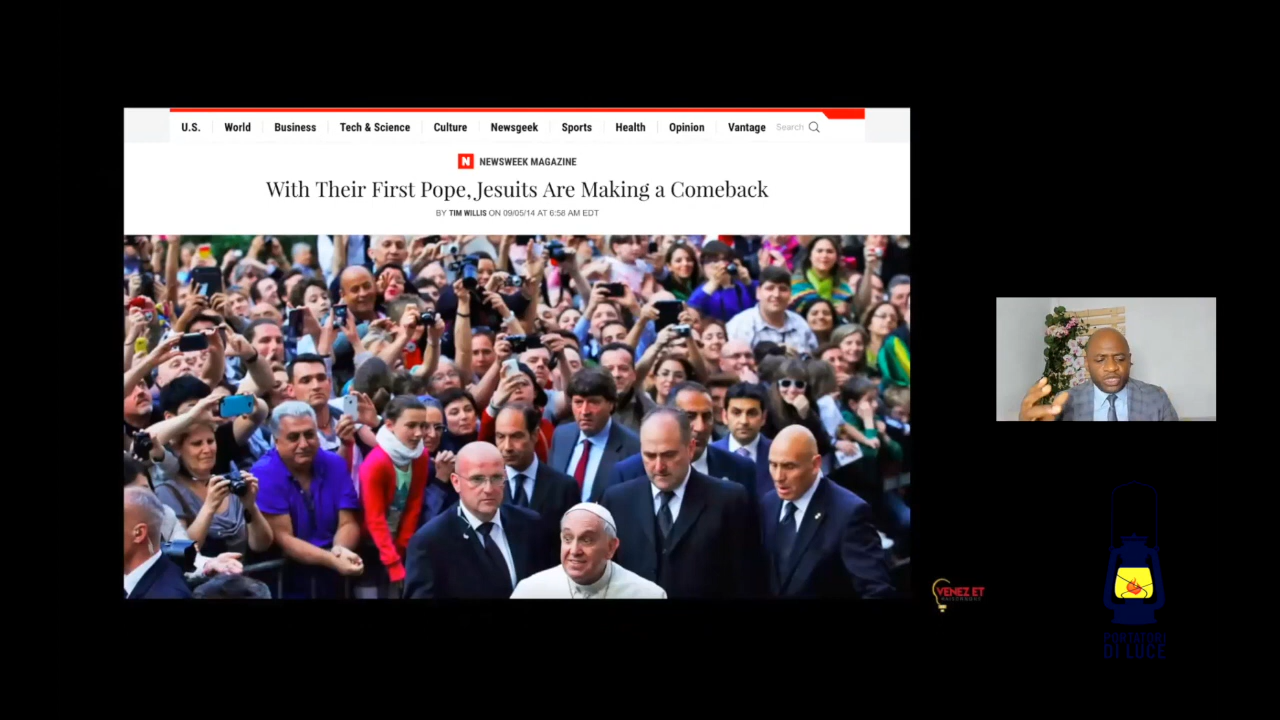 U.S. World Business Tech & Science Culture Newsgeek Sports Health Opinion Vantage Search
N NEWSWEEK MAGAZINE
With Their First Pope, Jesuits Are Making a Comeback
BY TIM WILLIS ON 09/05/14 AT 6:58 AM EDT
VENEZ ET
PORTATORI
DI LUCE